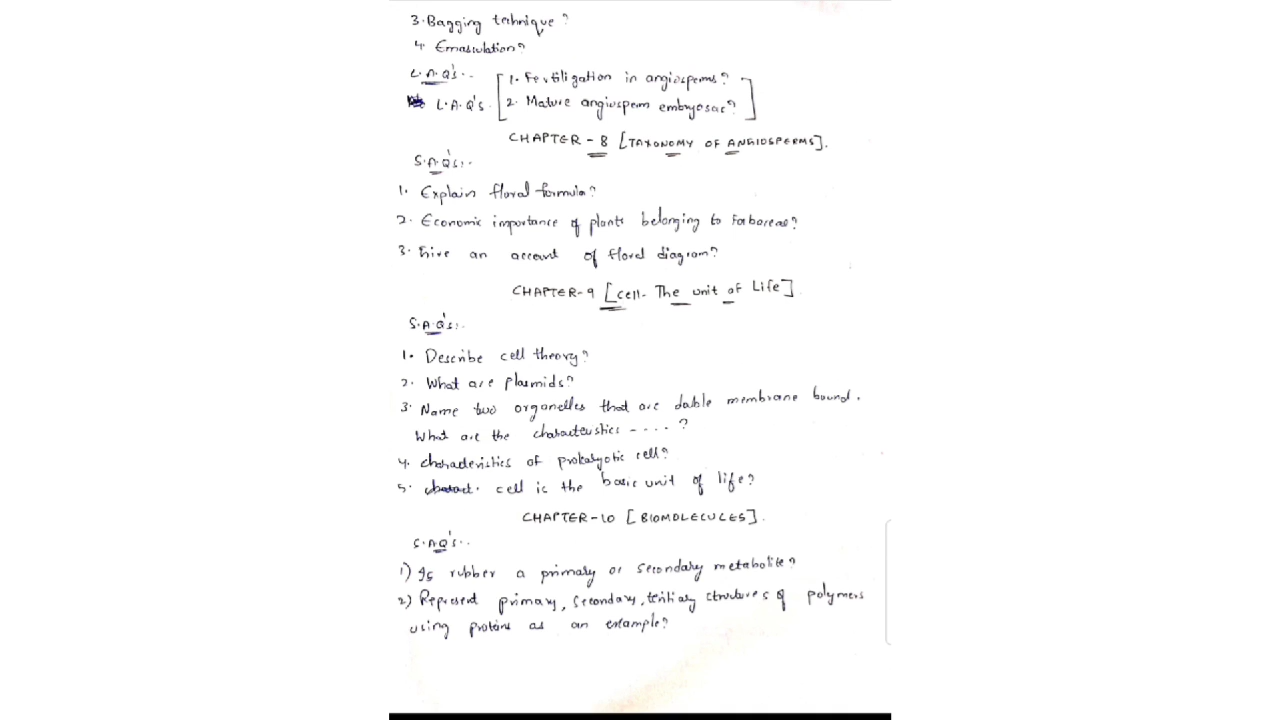 3. Bagging technique?
4. Emasculation?
L.A.Q's:-
L.A.Q's [1. Fertilization in angiosperms?
2. Mature angiosperm embryosac?]
CHAPTER - 8 [TAXONOMY OF ANGIOSPERMS].
S.A.Q's:-
1. Explain floral formula?
2. Economic importance of plants belonging to Fabaceae?
3. Give an account of floral diagram?
CHAPTER-9 [cell- The unit of Life]
S.A.Q's:-
1. Describe cell theory?
2. What are plasmids?
3. Name two organelles that are dable membrane bound.
What are the characteristics - . . . . ?
4. characteristics of prokaryotic cell?
5. cell is the basic unit of life?
CHAPTER-10 [BIOMOLECULES].
S.A.Q's:-
1) Is rubber a primary or secondary metabolite?
2) Represent primary, secondary, tertiary structures of polymers
using proteins as an example?